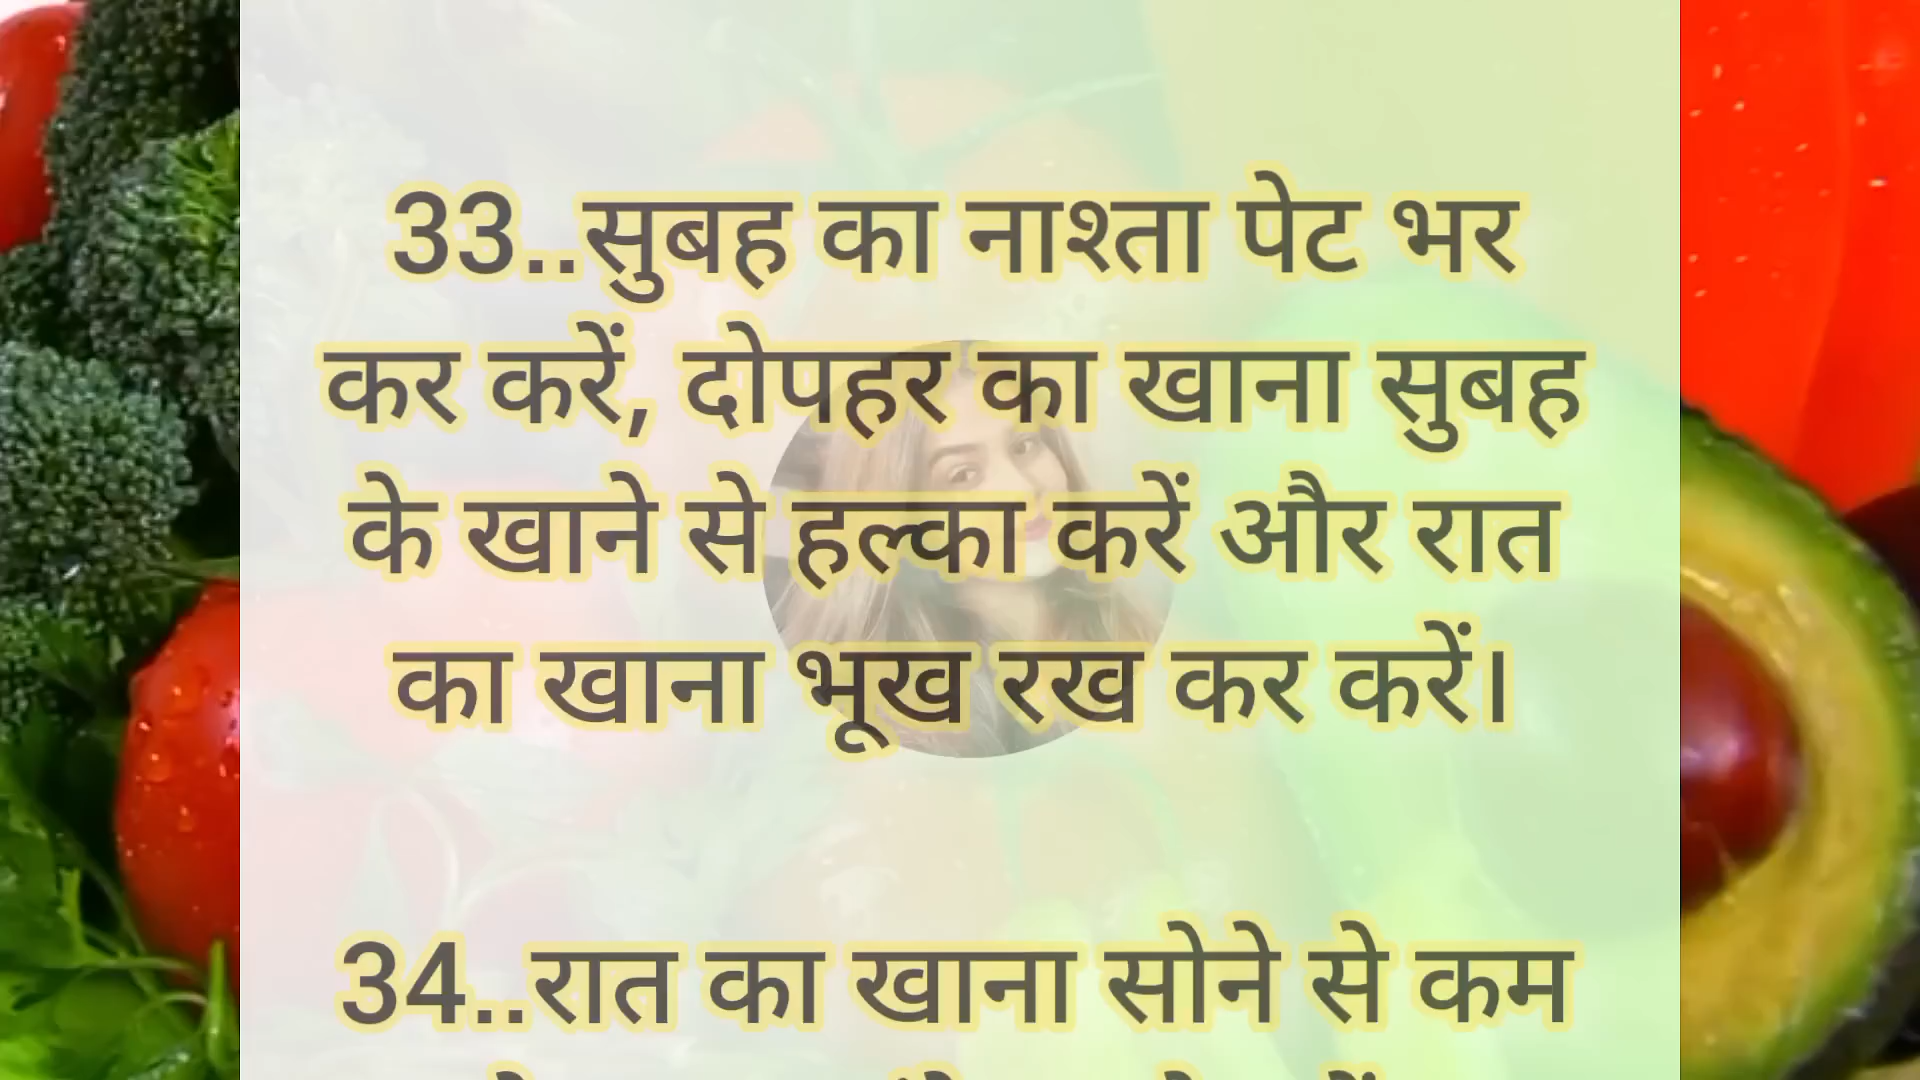 33..सुबह का नाश्ता पेट भर
कर करें, दोपहर का खाना सुबह
के खाने से हल्का करें और रात
का खाना भूख रख कर करें।
34..रात का खाना सोने से कम